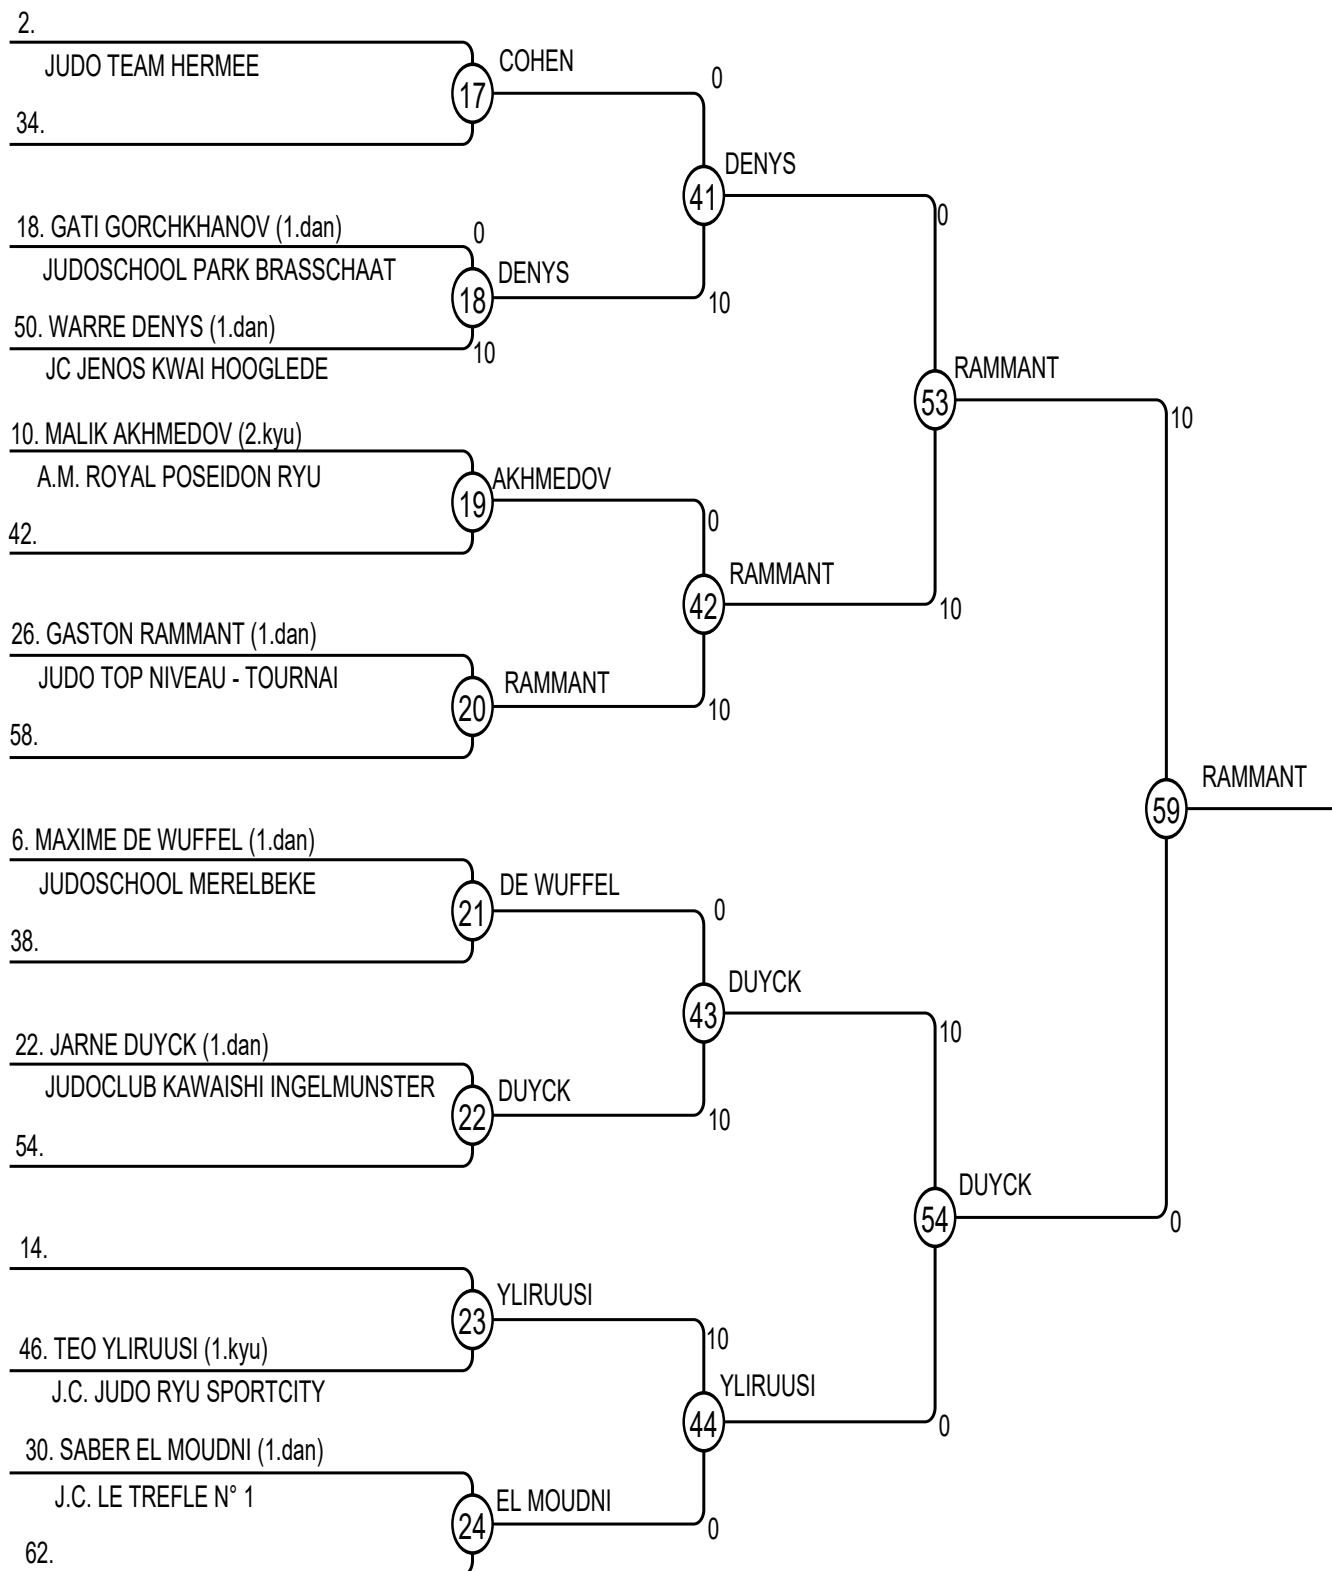 2.
JUDO TEAM HERMEE
17
COHEN
0
34.
41
DENYS
18. GATI GORCHKHANOV (1.dan)
0
JUDOSCHOOL PARK BRASSCHAAT
18
DENYS
10
0
50. WARRE DENYS (1.dan)
10
JC JENOS KWAI HOOGLEDE
53
RAMMANT
10
10. MALIK AKHMEDOV (2.kyu)
A.M. ROYAL POSEIDON RYU
19
AKHMEDOV
0
42.
42
RAMMANT
10
26. GASTON RAMMANT (1.dan)
JUDO TOP NIVEAU - TOURNAI
20
RAMMANT
10
58.
59
RAMMANT
6. MAXIME DE WUFFEL (1.dan)
JUDOSCHOOL MERELBEKE
21
DE WUFFEL
0
38.
43
DUYCK
10
22. JARNE DUYCK (1.dan)
JUDOCLUB KAWAISHI INGELMUNSTER
22
DUYCK
10
54.
54
DUYCK
0
14.
23
YLIRUUSI
10
46. TEO YLIRUUSI (1.kyu)
J.C. JUDO RYU SPORTCITY
44
YLIRUUSI
0
30. SABER EL MOUDNI (1.dan)
J.C. LE TREFLE N° 1
24
EL MOUDNI
0
62.